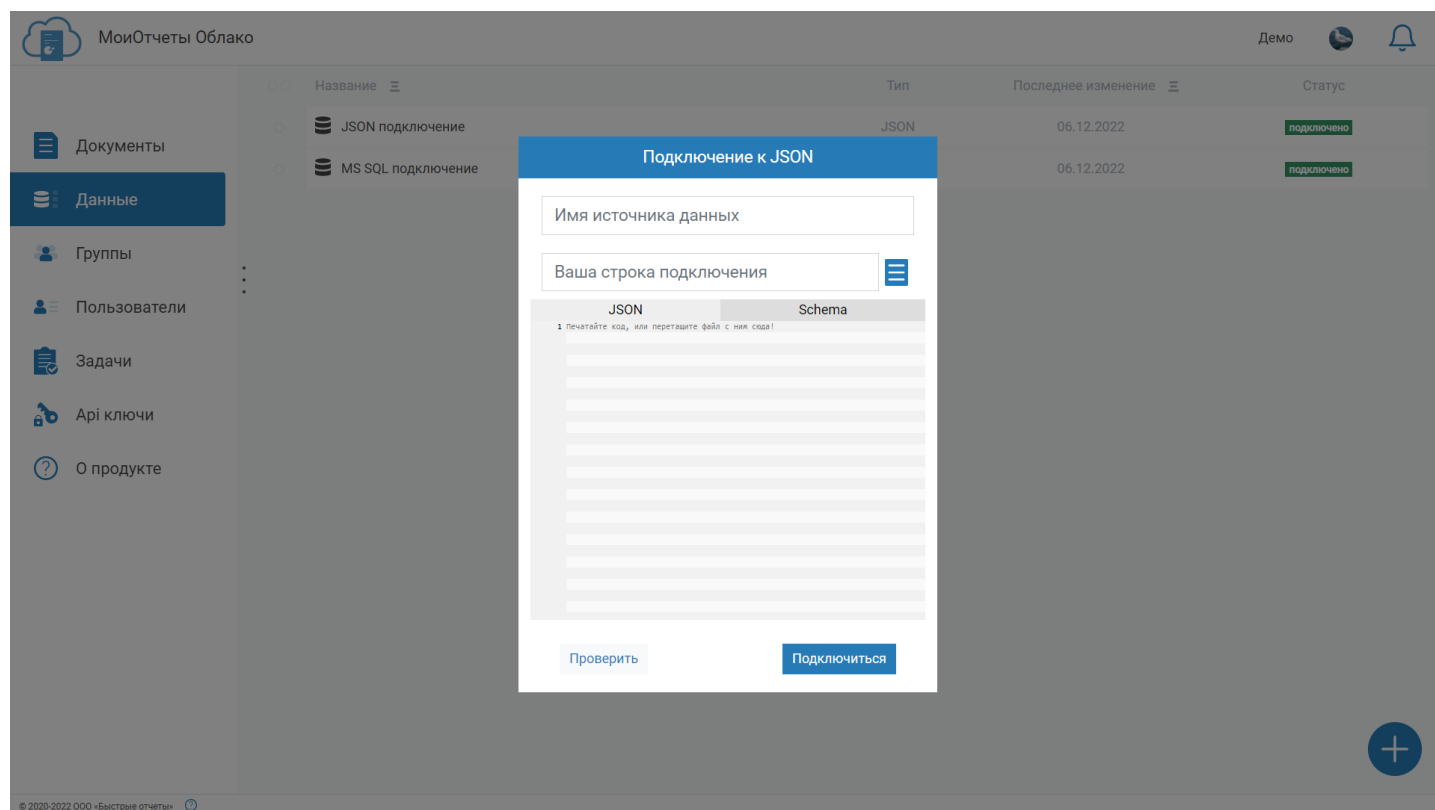 МоиОтчеты Облако
Демо
Название
Тип
Последнее изменение
Статус
JSON подключение
JSON
06.12.2022
подключено
MS SQL подключение
06.12.2022
подключено
Документы
Данные
Группы
Пользователи
Задачи
Api ключи
О продукте
Подключение к JSON
Имя источника данных
Ваша строка подключения
JSON
Schema
1 Печатайте код, или перетащите файл с ним сюда!
Проверить
Подключиться
© 2020-2022 ООО «Быстрые отчеты»